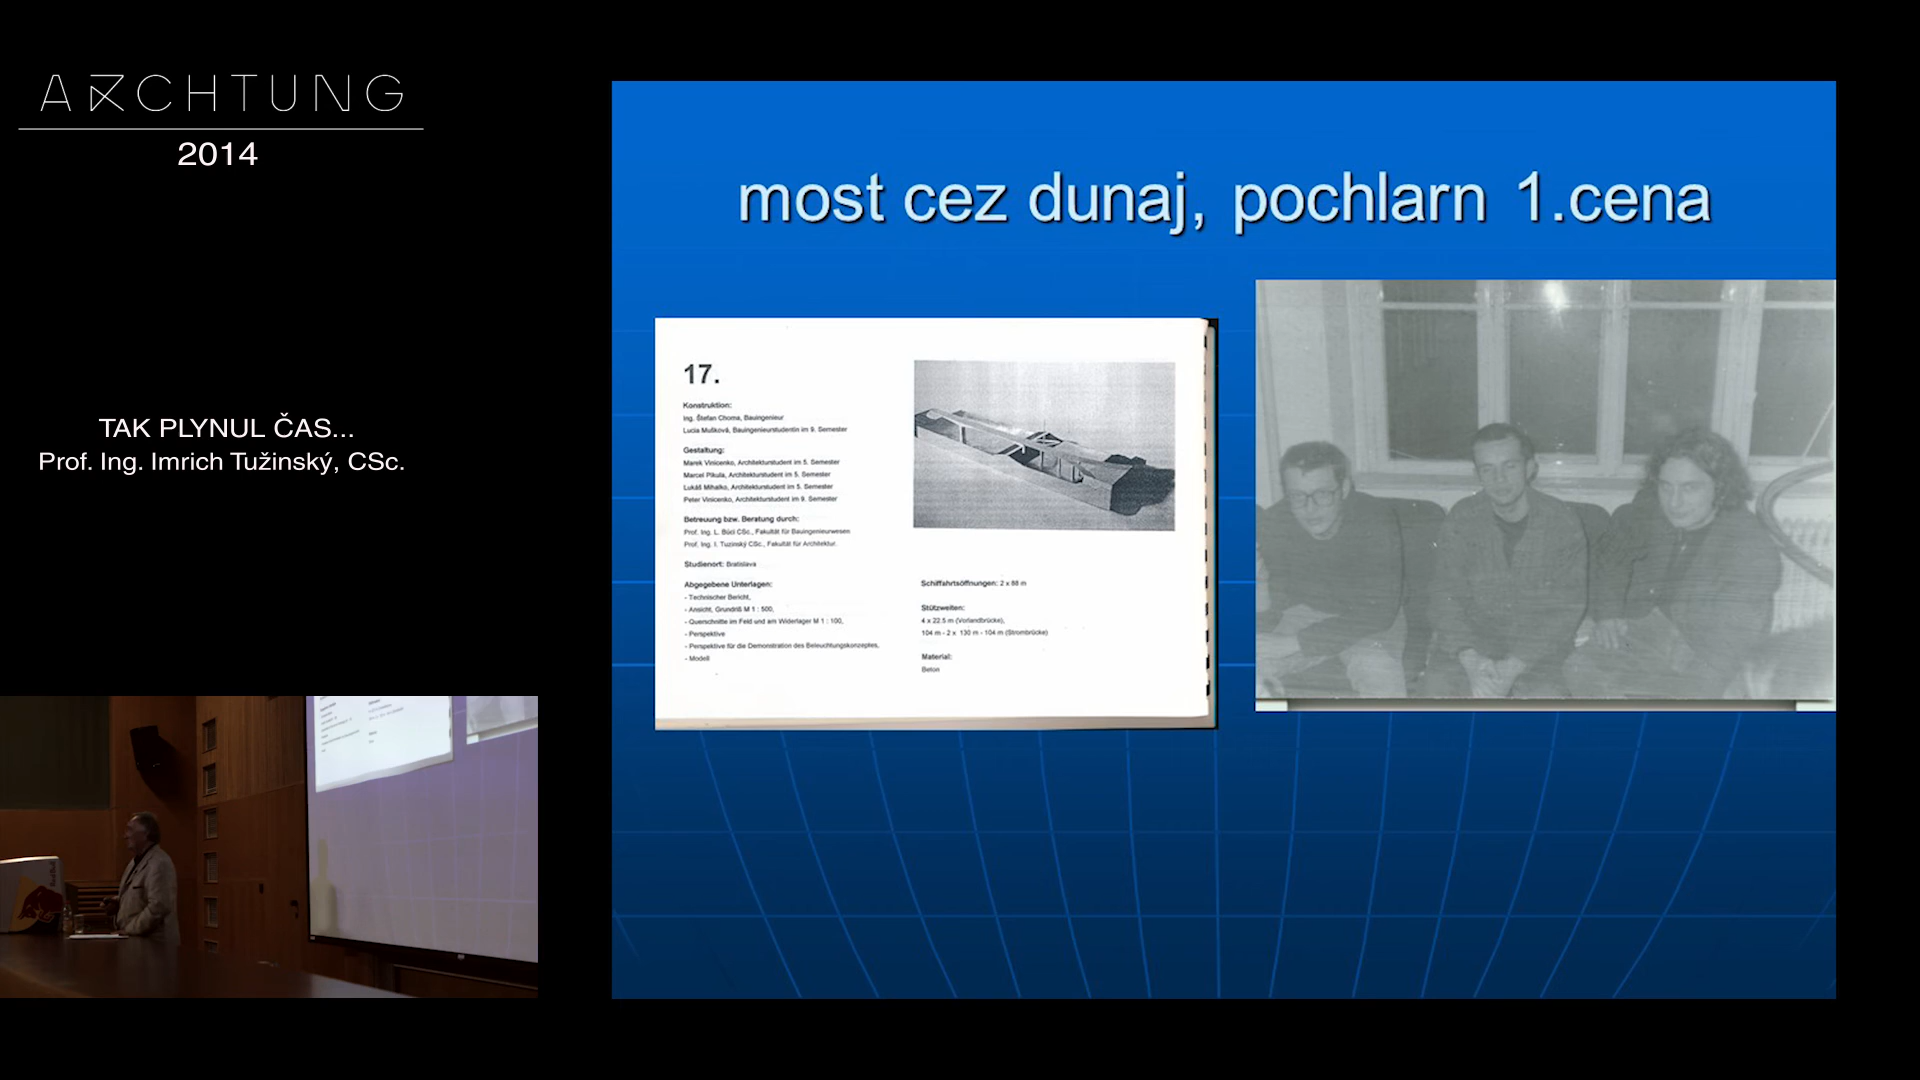 ARCHTUNG
2014
TAK PLYNUL ČAS...
Prof. Ing. Imrich Tužinský, CSc.
most cez dunaj, pochlarn 1.cena
17.
Konstruktion:
Ing. Štefan Choma, Bauingenieur
Lucia Mušková, Bauingenieurstudentin im 9. Semester
Gestaltung:
Marek Vinicenko, Architekturstudent im 5. Semester
Marcel Pikula, Architekturstudent im 5. Semester
Lukáš Mihalko, Architekturstudent im 5. Semester
Peter Vinicenko, Architekturstudent im 9. Semester
Betreuung bzw. Beratung durch:
Prof. Ing. L. Búci CSc., Fakultät für Bauingenieurwesen
Prof. Ing. I. Tuzinský CSc., Fakultät für Architektur.
Studienort: Bratislava
Abgegebene Unterlagen:
- Technischer Bericht,
- Ansicht, Grundriß M 1 : 500,
- Querschnitte im Feld und am Widerlager M 1 : 100,
- Perspektive
- Perspektive für die Demonstration des Beleuchtungskonzeptes,
- Modell
Schiffahrtsöffnungen: 2 x 88 m
Stützweiten:
4 x 22.5 m (Vorlandbrücke),
104 m - 2 x 130 m - 104 m (Strombrücke)
Material:
Beton